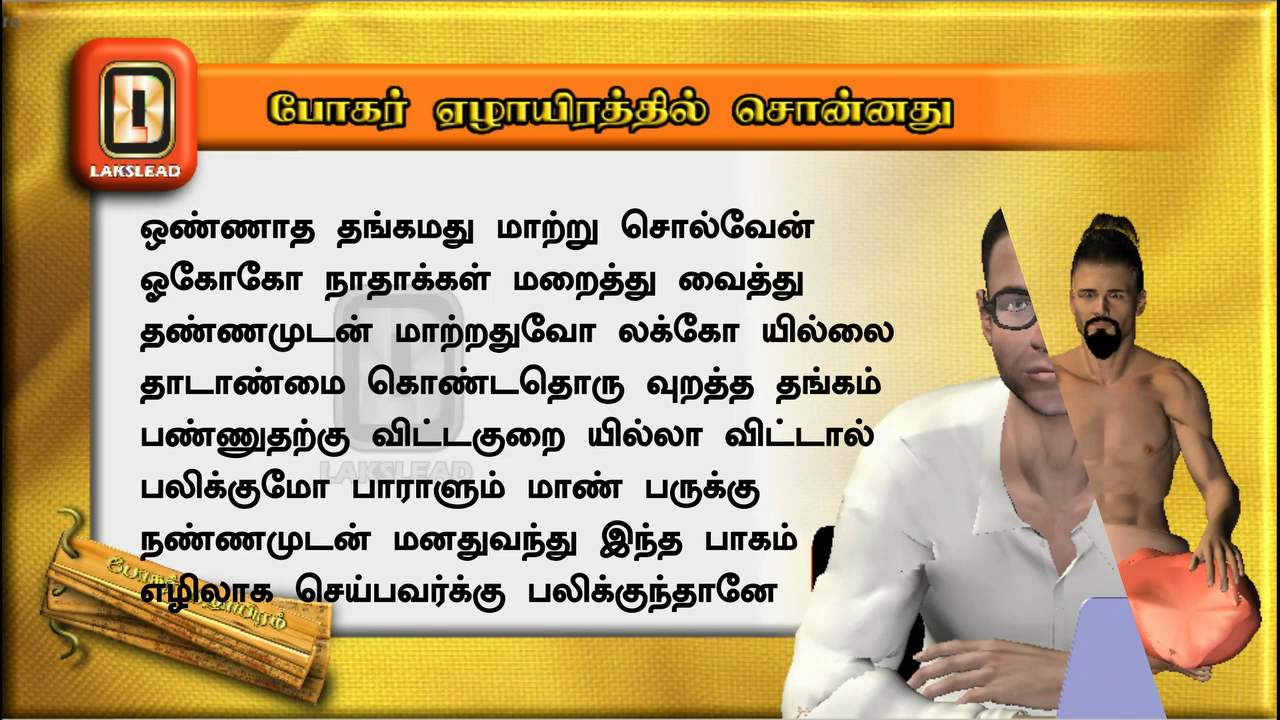 போகர் ஏழாயிரத்தில் சொன்னது
LAKSLEAD
ஒண்ணாத தங்கமது மாற்று சொல்வேன்
ஓகோகோ நாதாக்கள் மறைத்து வைத்து
தண்ணமுடன் மாற்றதுவோ லக்கோ யில்லை
தாடாண்மை கொண்டதொரு வுறத்த தங்கம்
பண்ணுதற்கு விட்டகுறை யில்லா விட்டால்
LAKSLEAD
பலிக்குமோ பாராளும் மாண் பருக்கு
நண்ணமுடன் மனதுவந்து இந்த பாகம்
எழிலாக செய்பவர்க்கு பலிக்குந்தானே